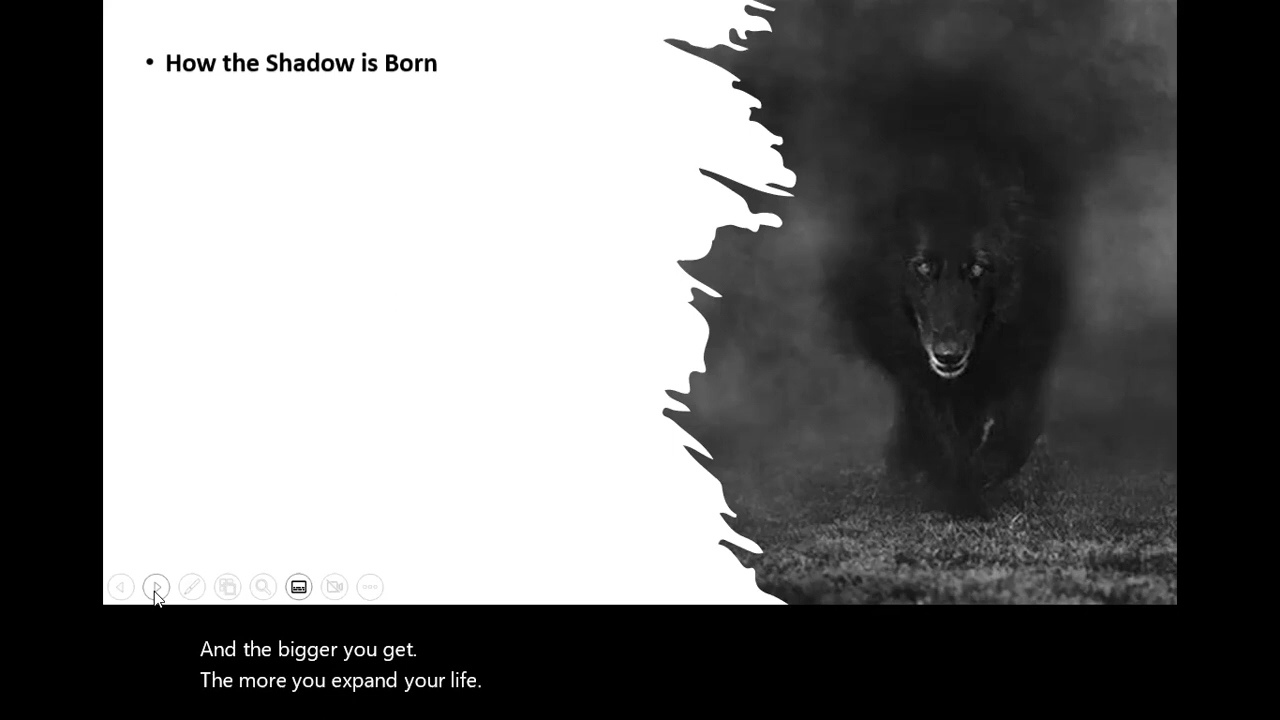 • How the Shadow is Born
And the bigger you get.
The more you expand your life.